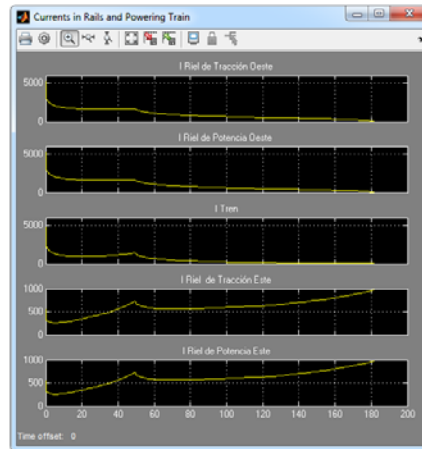 Currents in Rails and Powering Train
I Riel de Tracción Oeste
5000
0
I Riel de Potencia Oeste
5000
0
I Tren
5000
0
I Riel de Tracción Este
1000
500
0
I Riel de Potencia Este
1000
500
0
0 20 40 60 80 100 120 140 160 180 200
Time offset: 0